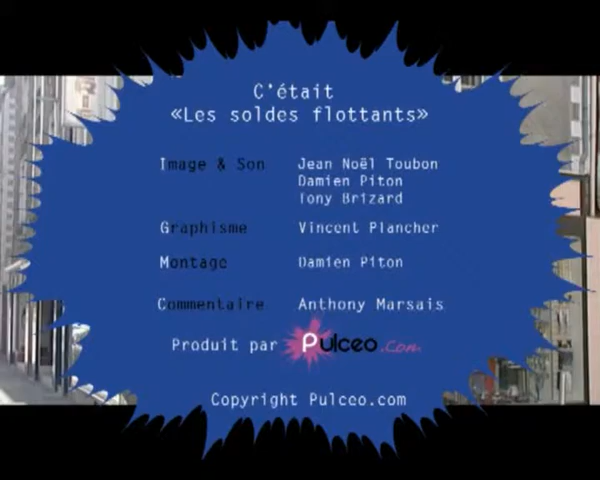 C'était
«Les soldes flottants»
Image & Son Jean Noël Toubon
Damien Piton
Tony Brizard
Graphisme Vincent Plancher
Montage Damien Piton
Commentaire Anthony Marsais
Produit par Pulceo.com
Copyright Pulceo.com